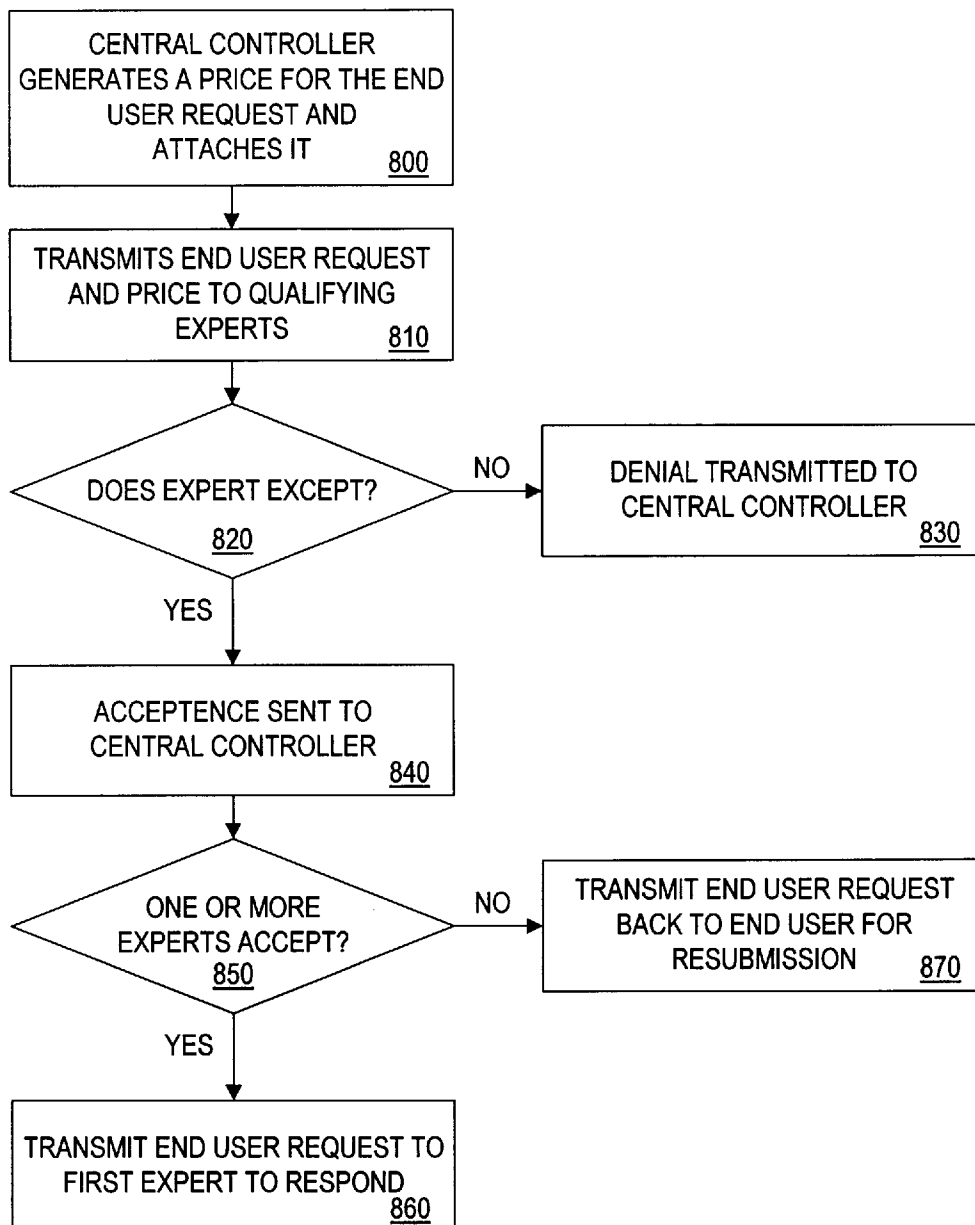 CENTRAL CONTROLLER
GENERATES A PRICE FOR THE END
USER REQUEST AND
ATTACHES IT
800
TRANSMITS END USER REQUEST
AND PRICE TO QUALIFYING
EXPERTS
810
DOES EXPERT EXCEPT?
820
NO
DENIAL TRANSMITTED TO
CENTRAL CONTROLLER
830
YES
ACCEPTENCE SENT TO
CENTRAL CONTROLLER
840
ONE OR MORE
EXPERTS ACCEPT?
850
NO
TRANSMIT END USER REQUEST
BACK TO END USER FOR
RESUBMISSION
870
YES
TRANSMIT END USER REQUEST TO
FIRST EXPERT TO RESPOND
860